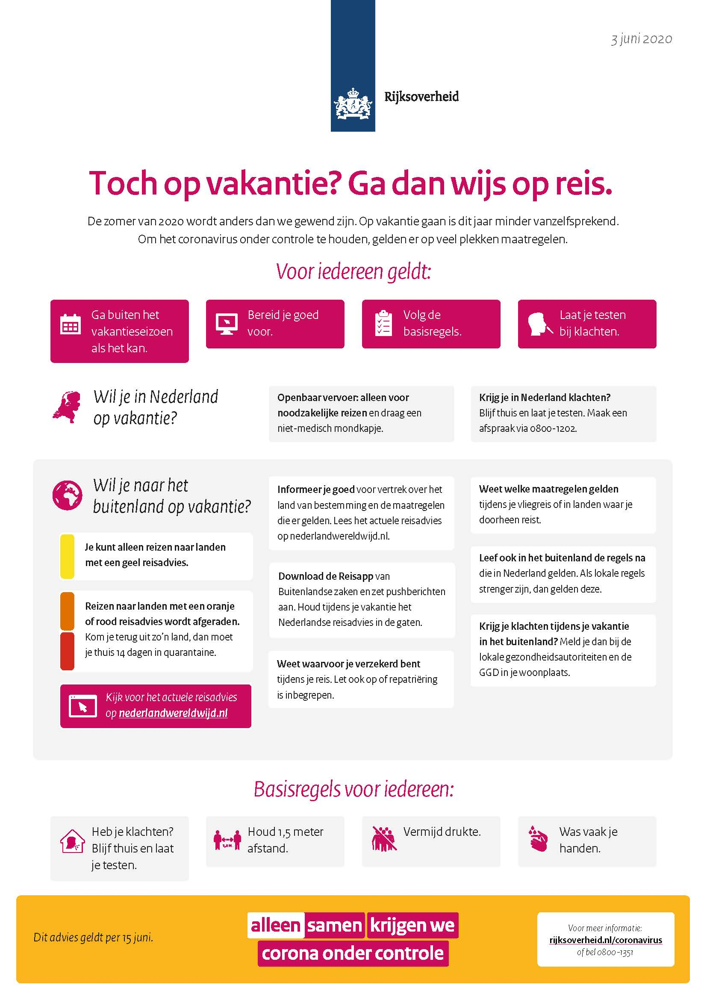 3 juni 2020
Rijksoverheid
Toch op vakantie? Ga dan wijs op reis.
De zomer van 2020 wordt anders dan we gewend zijn. Op vakantie gaan is dit jaar minder vanzelfsprekend.
Om het coronavirus onder controle te houden, gelden er op veel plekken maatregelen.
Voor iedereen geldt:
Ga buiten het
vakantieseizoen
als het kan.
Bereid je goed
voor.
Volg de
basisregels.
Laat je testen
bij klachten.
Wil je in Nederland
op vakantie?
Openbaar vervoer: alleen voor
noodzakelijke reizen en draag een
niet-medisch mondkapje.
Krijg je in Nederland klachten?
Blijf thuis en laat je testen. Maak een
afspraak via 0800-1202.
Wil je naar het
buitenland op vakantie?
Je kunt alleen reizen naar landen
met een geel reisadvies.
Reizen naar landen met een oranje
of rood reisadvies wordt afgeraden.
Kom je terug uit zo'n land, dan moet
je thuis 14 dagen in quarantaine.
Kijk voor het actuele reisadvies
op nederlandwereldwijd.nl
Informeer je goed voor vertrek over het
land van bestemming en de maatregelen
die er gelden. Lees het actuele reisadvies
op nederlandwereldwijd.nl.
Download de Reisapp van
Buitenlandse zaken en zet pushberichten
aan. Houd tijdens je vakantie het
Nederlandse reisadvies in de gaten.
Weet waarvoor je verzekerd bent
tijdens je reis. Let ook op of repatriëring
is inbegrepen.
Weet welke maatregelen gelden
tijdens je vliegreis of in landen waar je
doorheen reist.
Leef ook in het buitenland de regels na
die in Nederland gelden. Als lokale regels
strenger zijn, dan gelden deze.
Krijg je klachten tijdens je vakantie
in het buitenland? Meld je dan bij de
lokale gezondheidsautoriteiten en de
GGD in je woonplaats.
Basisregels voor iedereen:
Heb je klachten?
Blijf thuis en laat
je testen.
1,5 M.
Houd 1,5 meter
afstand.
Vermijd drukte.
Was vaak je
handen.
Dit advies geldt per 15 juni.
alleen samen krijgen we
corona onder controle
Voor meer informatie:
rijksoverheid.nl/coronavirus
of bel 0800-1351